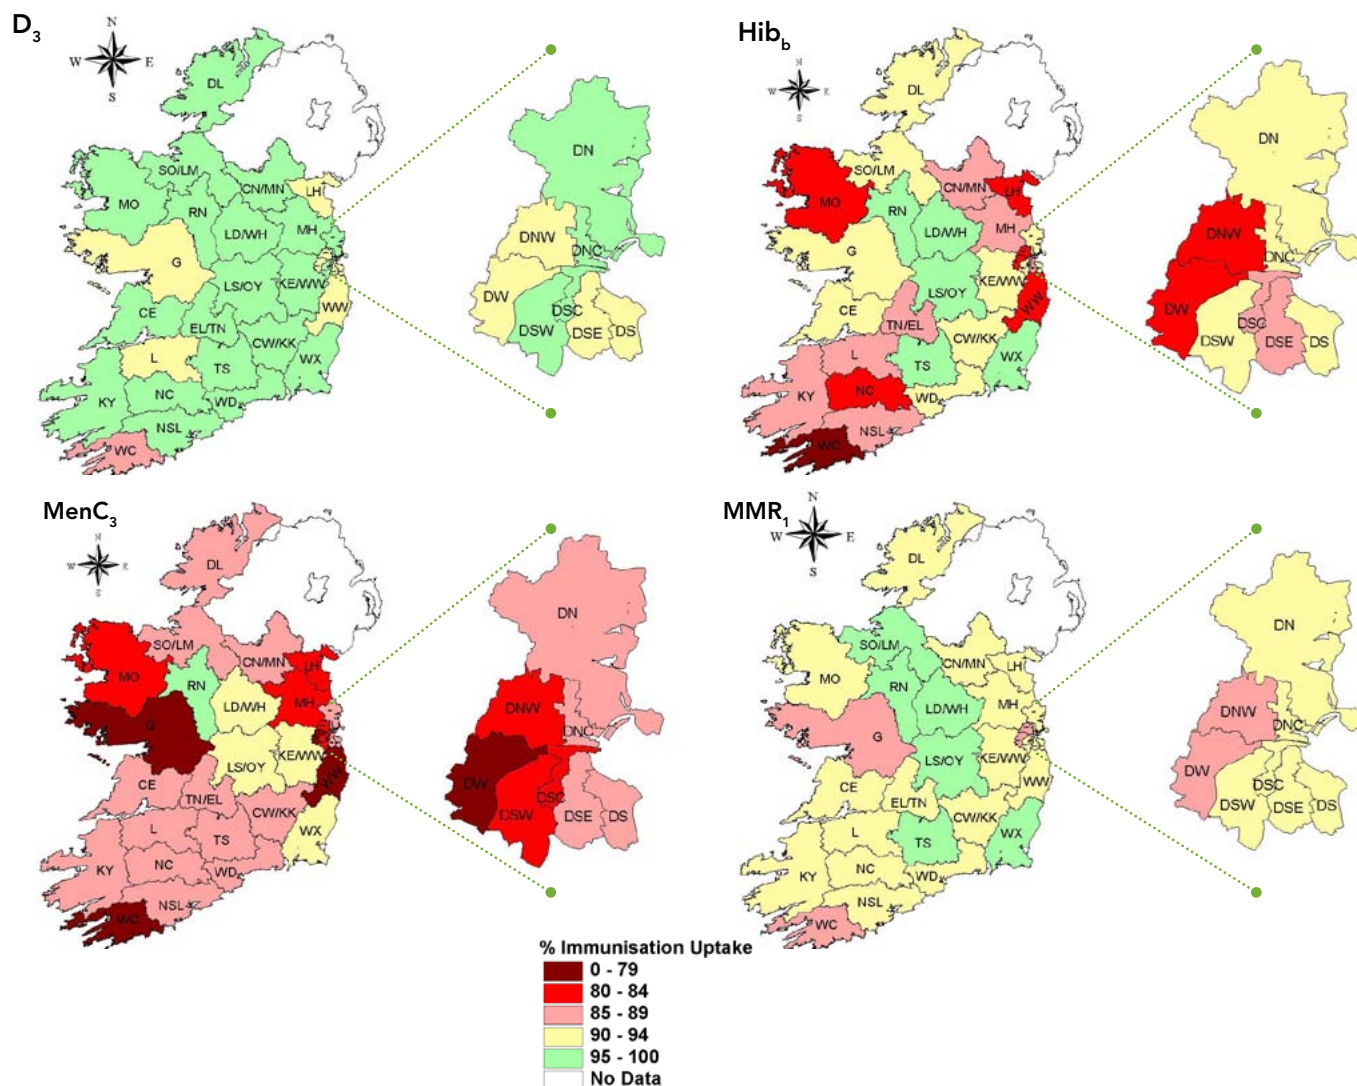 D3
N
W E
S
DL
SO/LM
CN/MN
LH
MO
RN
LD/WH
MH
G
LS/OY
KE/WW
WW
CE
EL/TN
CW/KK
L
TS
WX
KY
NC
WD
NSL
WC
DN
DNW
DNC
DW
DSC
DSW
DSE
DS
Hibb
N
W E
S
DL
SO/LM
CN/MN
LH
MO
RN
MH
LD/WH
G
LS/OY
KE/WW
WW
CE
TN/EL
CW/KK
L
TS
WX
KY
NC
WD
NSL
WC
DN
DNW
DNC
DW
DSC
DSW
DSE
DS
MenC3
N
W E
S
DL
SO/LM
CN/MN
LH
MO
RN
MH
LD/WH
G
LS/OY
KE/WW
WW
CE
TN/EL
CW/KK
L
TS
WX
KY
NC
WD
NSL
WC
DN
DNW
DNC
DW
DSC
DSW
DSE
DS
MMR1
N
W E
S
DL
SO/LM
CN/MN
LH
MO
RN
MH
LD/WH
G
LS/OY
KE/WW
WW
CE
EL/TN
CW/KK
L
TS
WX
KY
NC
WD
NSL
WC
DN
DNW
DNC
DW
DSC
DSW
DSE
DS
% Immunisation Uptake
0 - 79
80 - 84
85 - 89
90 - 94
95 - 100
No Data